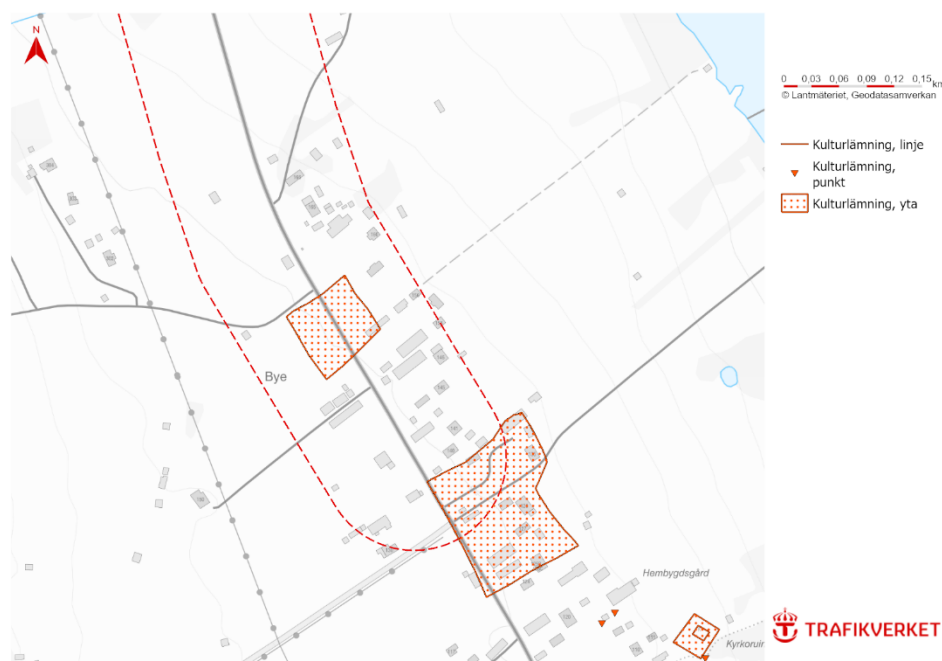 N
0 0,03 0,06 0,09 0,12 0,15 km
© Lantmäteriet, Geodatasamverkan
Kulturlämning, linje
Kulturlämning,
punkt
Kulturlämning, yta
Bye
Hembygdsgård
Kyrkoruin
TRAFIKVERKET